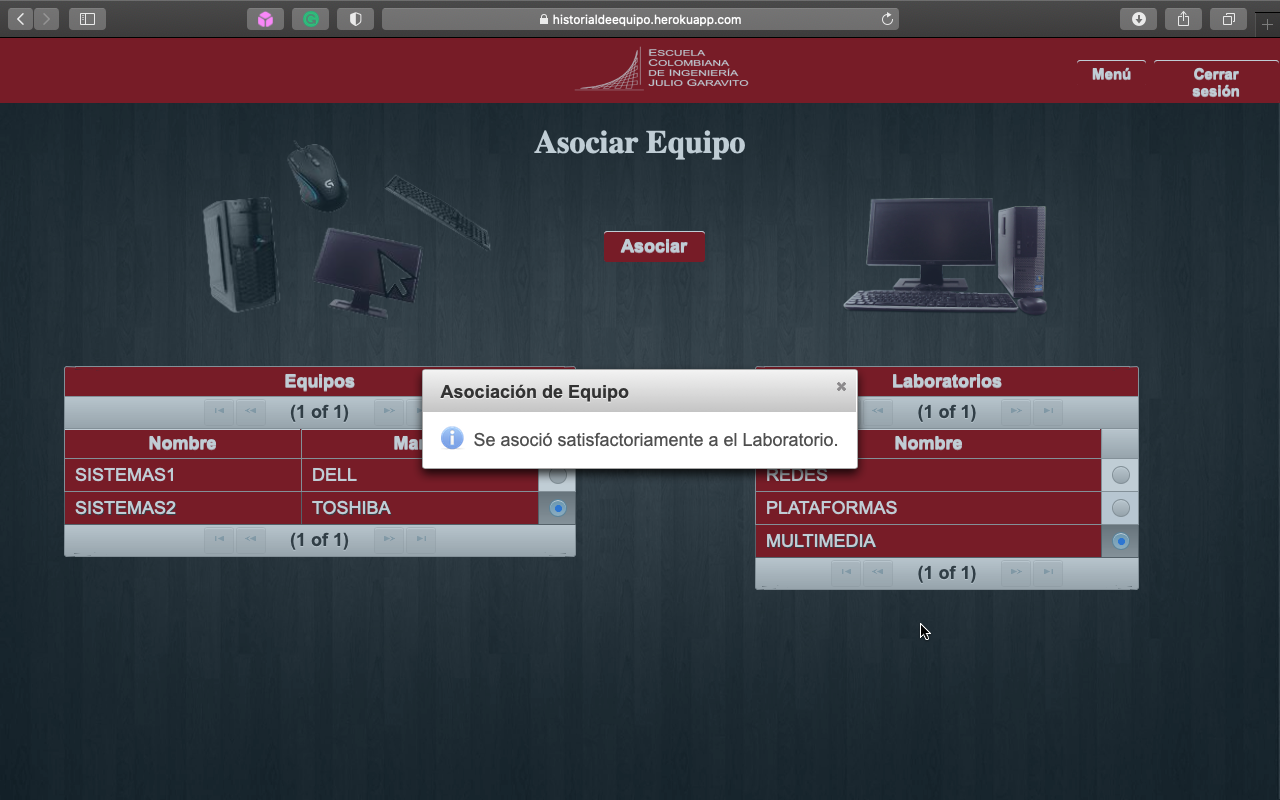 historialdeequipo.herokuapp.com
ESCUELA
COLOMBIANA
DE INGENIERÍA
JULIO GARAVITO
Menú
Cerrar
sesión
Asociar Equipo
Asociar
Equipos
(1 of 1)
Nombre
Mar
SISTEMAS1 DELL
SISTEMAS2 TOSHIBA
(1 of 1)
Asociación de Equipo
Se asoció satisfactoriamente a el Laboratorio.
Laboratorios
(1 of 1)
Nombre
REDES
PLATAFORMAS
MULTIMEDIA
(1 of 1)